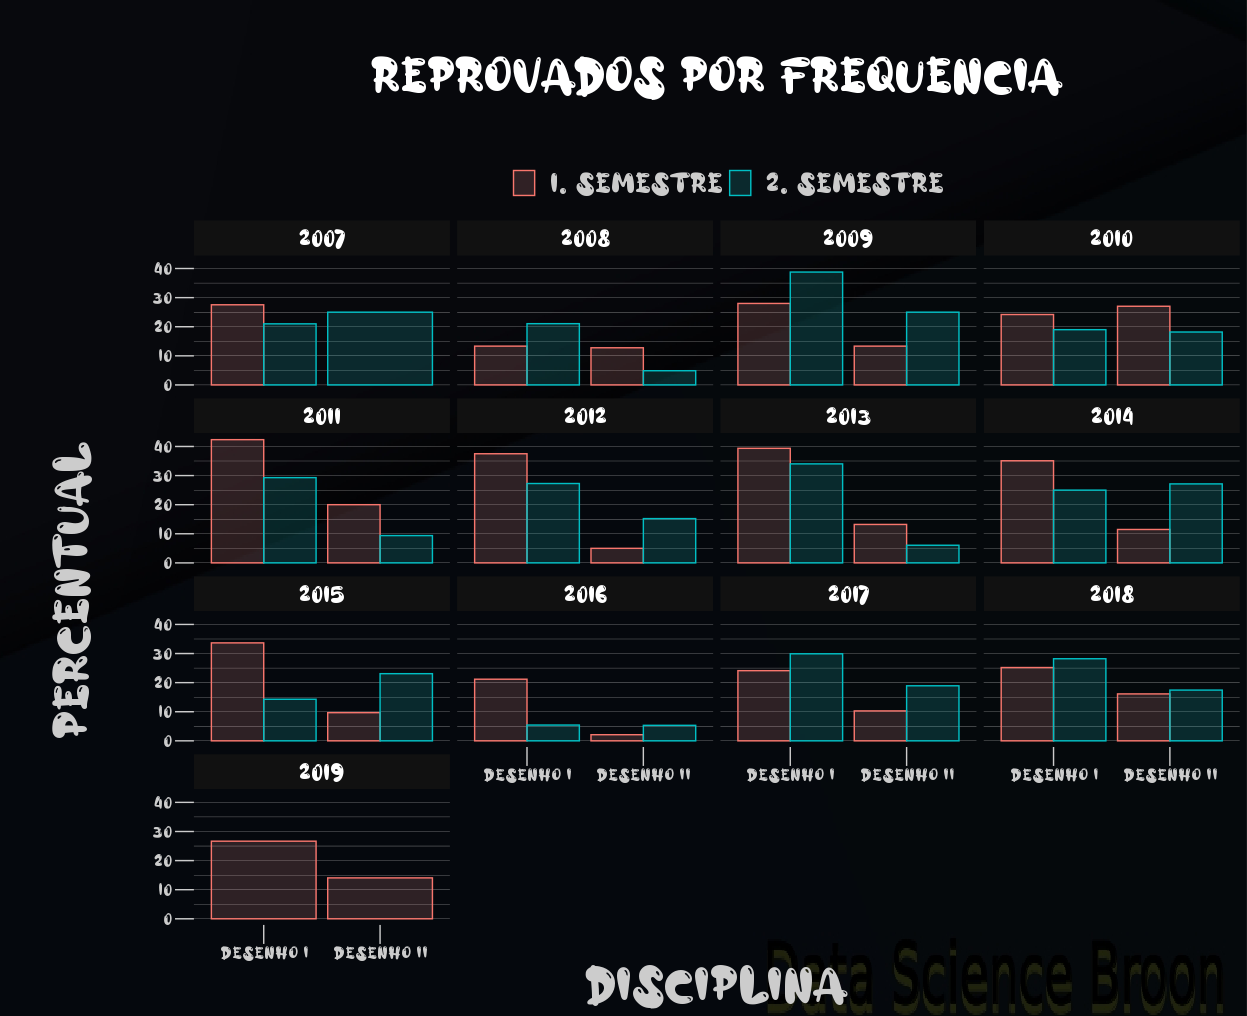 REPROVADOS POR FREQUENCIA
1. SEMESTRE 2. SEMESTRE
2007 2008 2009 2010
40
30
20
10
0
2011 2012 2013 2014
40
30
20
10
0
2015 2016 2017 2018
40
30
20
10
0
DESENHO I DESENHO II DESENHO I DESENHO II DESENHO I DESENHO II
2019
40
30
20
10
0
DESENHO I DESENHO II
PERCENTUAL
DISCIPLINA
Data Science Broon